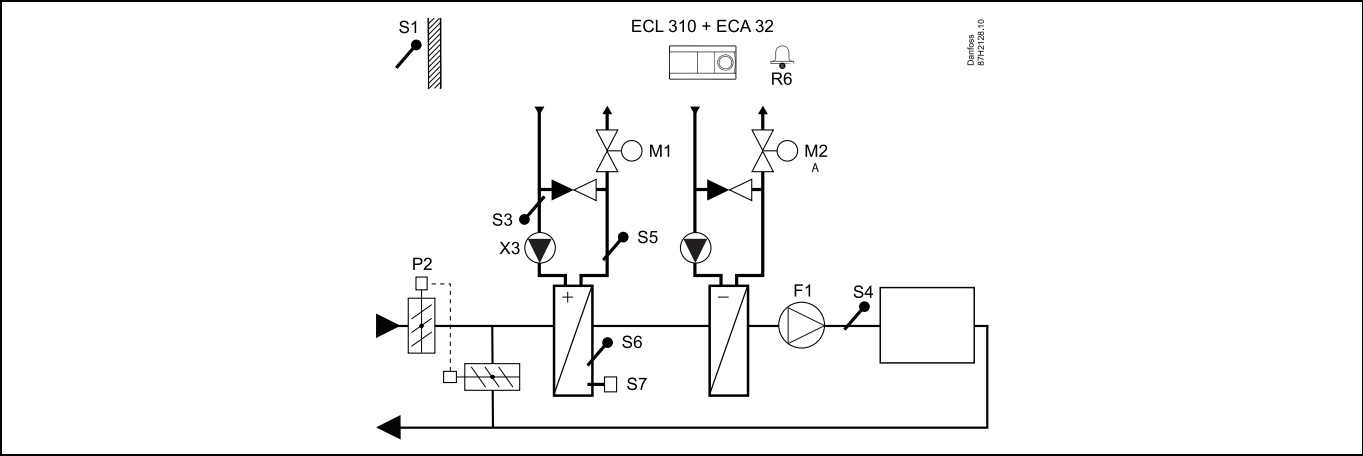 S1
ECL 310 + ECA 32
Danfoss
87H2128.10
R6
M1
M2
A
S3
X3
S5
P2
+
−
F1
S4
S6
S7